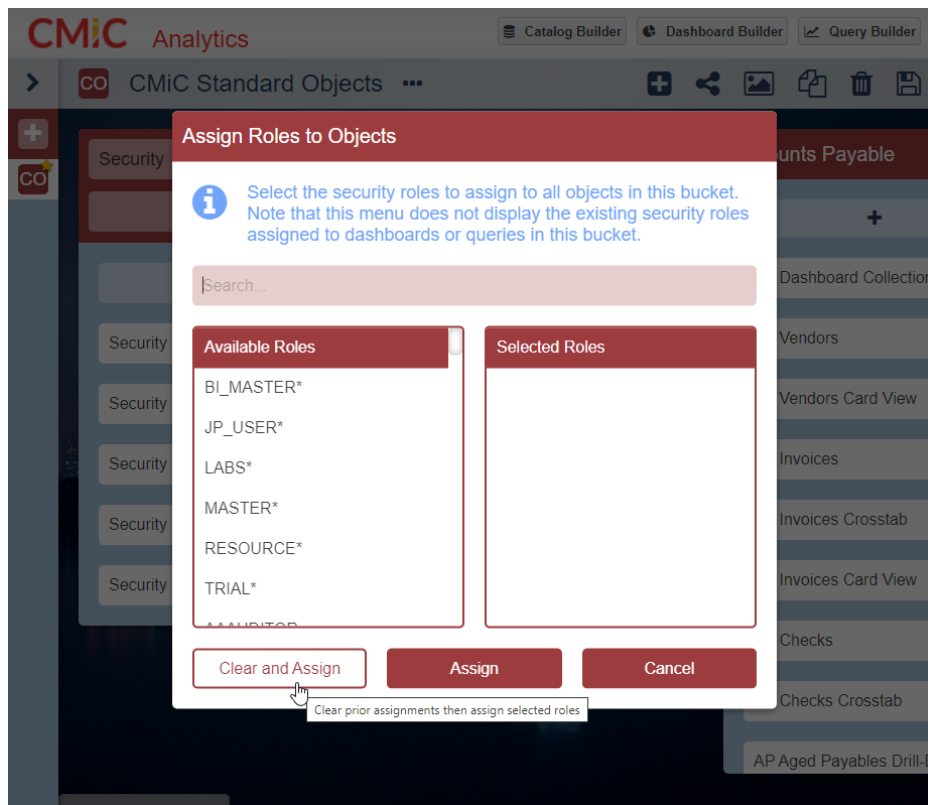 CMiC Analytics
Catalog Builder
Dashboard Builder
Query Builder
CO
CMiC Standard Objects
CO
Security
unts Payable
Assign Roles to Objects
Select the security roles to assign to all objects in this bucket.
Note that this menu does not display the existing security roles
assigned to dashboards or queries in this bucket.
Search...
Available Roles
BI_MASTER*
JP_USER*
LABS*
MASTER*
RESOURCE*
TRIAL*
Selected Roles
Clear and Assign
Assign
Cancel
Clear prior assignments then assign selected roles
Security
Security
Security
Security
Security
Dashboard Collection
Vendors
Vendors Card View
Invoices
Invoices Crosstab
Invoices Card View
Checks
Checks Crosstab
AP Aged Payables Drill-